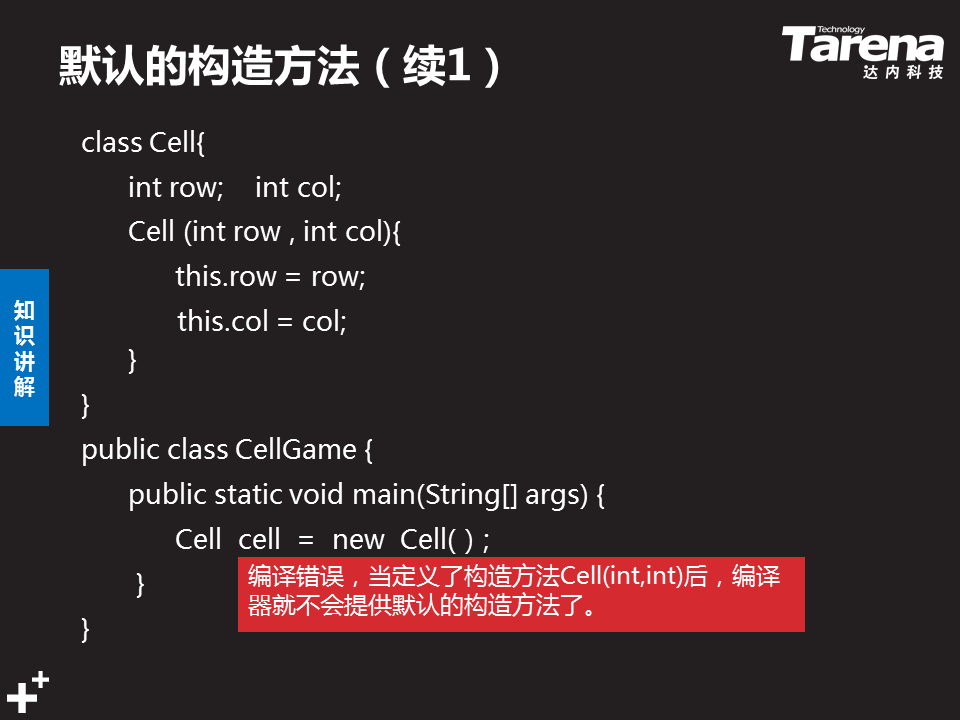 默认的构造方法（续1）
Technology
Tarena
达内科技
class Cell{
int row;    int col;
Cell (int row , int col){
this.row = row;
this.col = col;
}
}
知识讲解
public class CellGame {
public static void main(String[] args) {
Cell  cell  =  new  Cell( ) ;
编译错误，当定义了构造方法Cell(int,int)后，编译
器就不会提供默认的构造方法了。
}
}